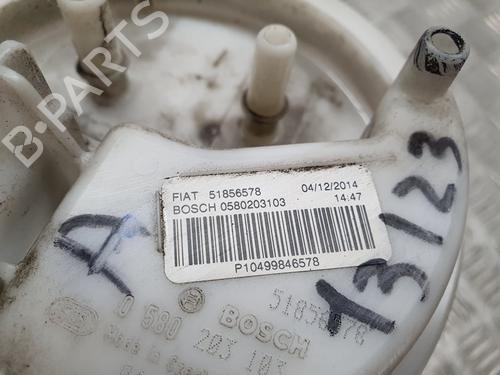 B-PARTS
FIAT 51856578 04/12/2014
BOSCH 0580203103 14:47
P10499846578
A
13123
51856578
BOSCH
0 580 203 103